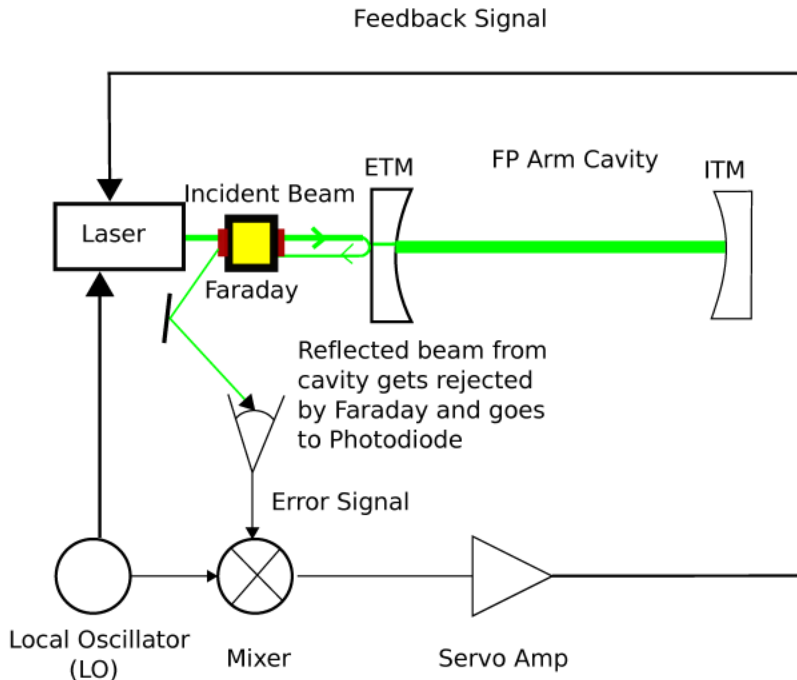 Feedback Signal
ETM
FP Arm Cavity
ITM
Incident Beam
Laser
Faraday
Reflected beam from
cavity gets rejected
by Faraday and goes
to Photodiode
Error Signal
Local Oscillator
(LO)
Mixer
Servo Amp